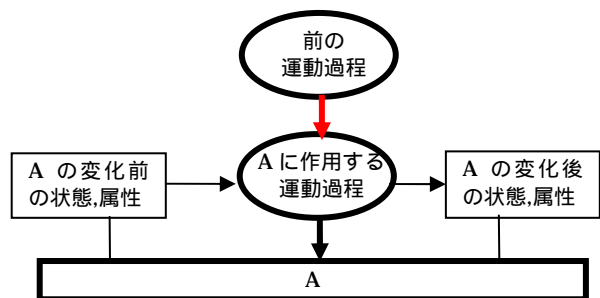 前の
運動過程
A の変化前
の状態,属性
A に作用する
運動過程
A の変化後
の状態,属性
A